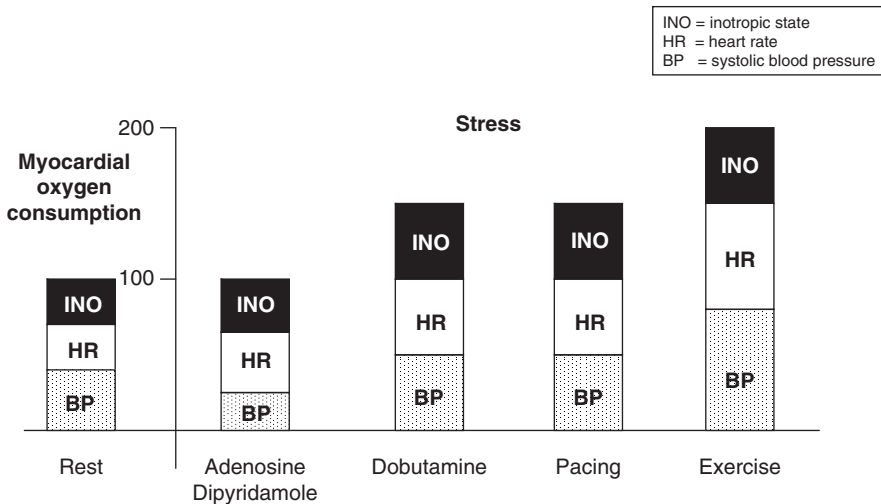 INO = inotropic state
HR = heart rate
BP = systolic blood pressure
200
Stress
Myocardial
oxygen
consumption
100
INO
HR
BP
INO
HR
BP
INO
HR
BP
INO
HR
BP
INO
HR
BP
Rest
Adenosine
Dipyridamole
Dobutamine
Pacing
Exercise